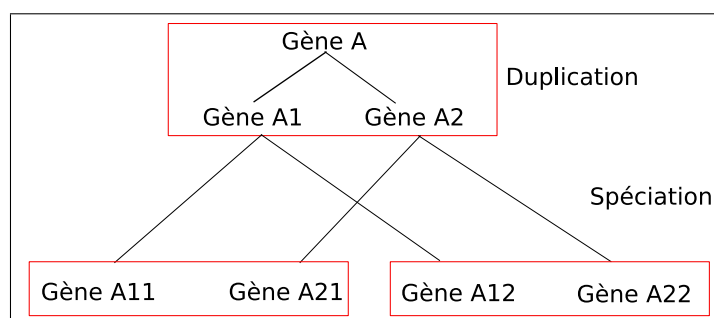 Gène A
Duplication
Gène A1 Gène A2
Spéciation
Gène A11 Gène A21 Gène A12 Gène A22